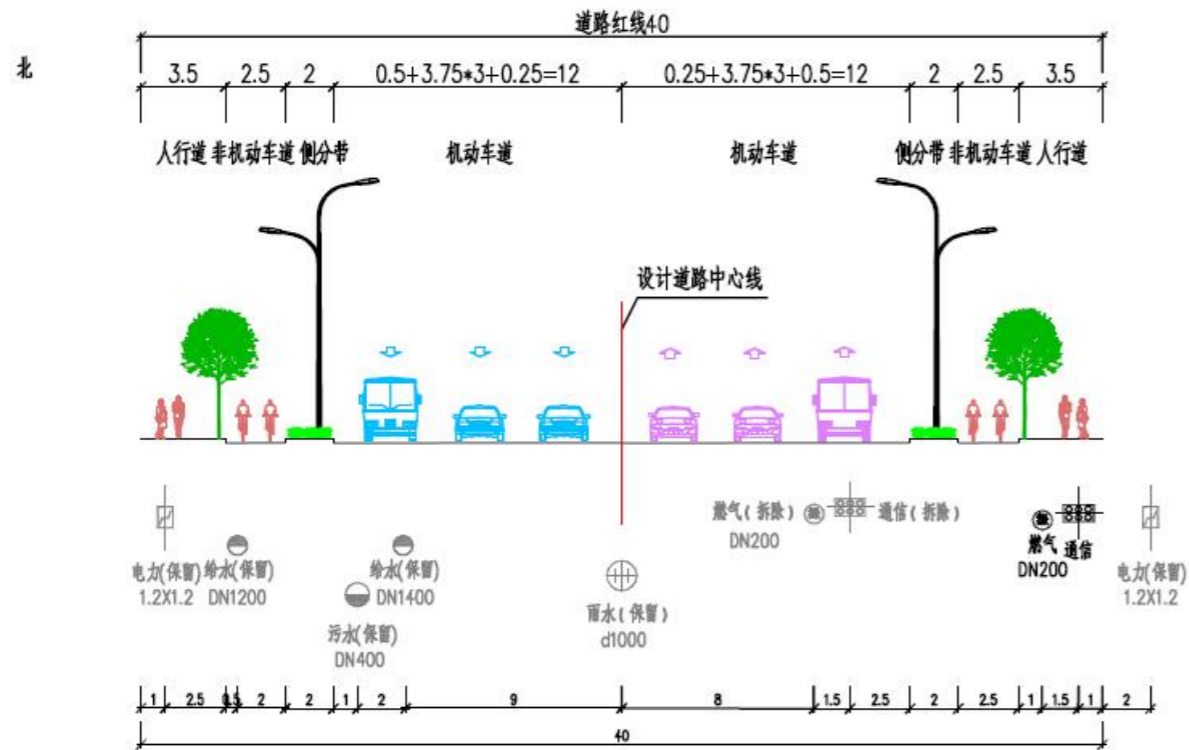 道路红线40
北
3.5 2.5 2 0.5+3.75*3+0.25=12 0.25+3.75*3+0.5=12 2 2.5 3.5
人行道 非机动车道 侧分带 机动车道 机动车道 侧分带 非机动车道 人行道
设计道路中心线
燃气(拆除) 通信(拆除)
DN200
燃气 通信
DN200
电力(保留)
1.2X1.2
给水(保留)
DN1200
给水(保留)
DN1400
污水(保留)
DN400
雨水(保留)
d1000
电力(保留)
1.2X1.2
1 2.5 0.5 2 2 1 2 9 8 1.5 2.5 2 2.5 1 1.5 1 2
40